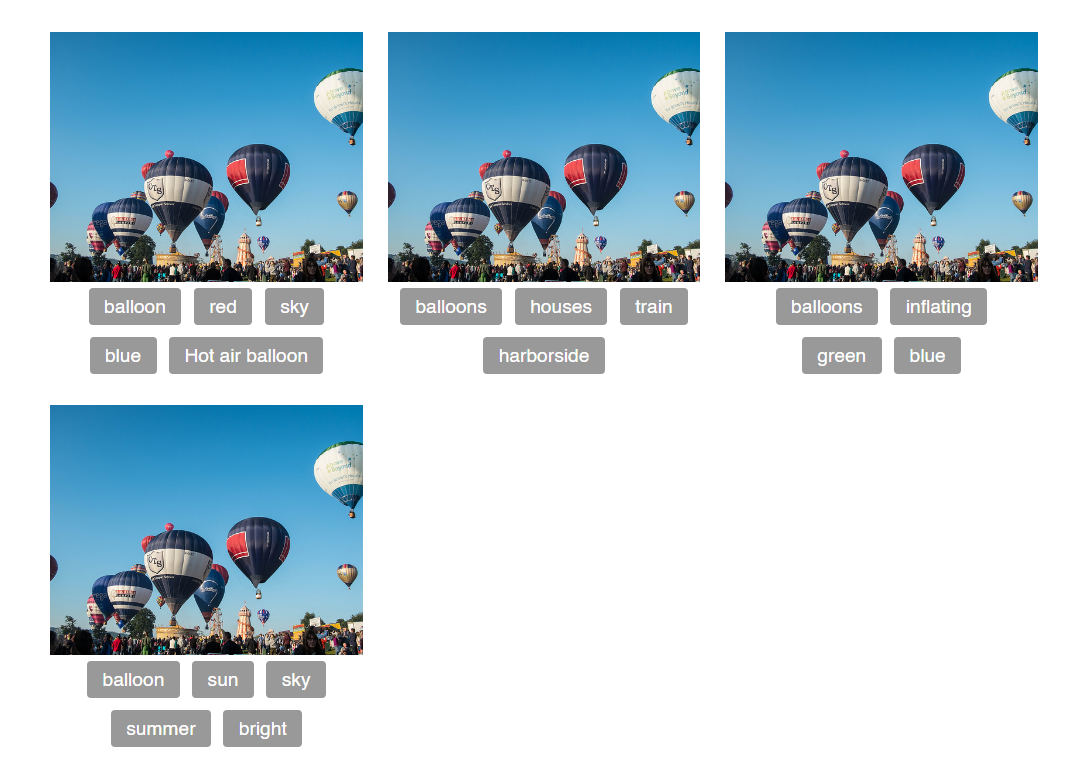 balloon red sky
blue Hot air balloon
balloons houses train
harborside
balloons inflating
green blue
balloon sun sky
summer bright